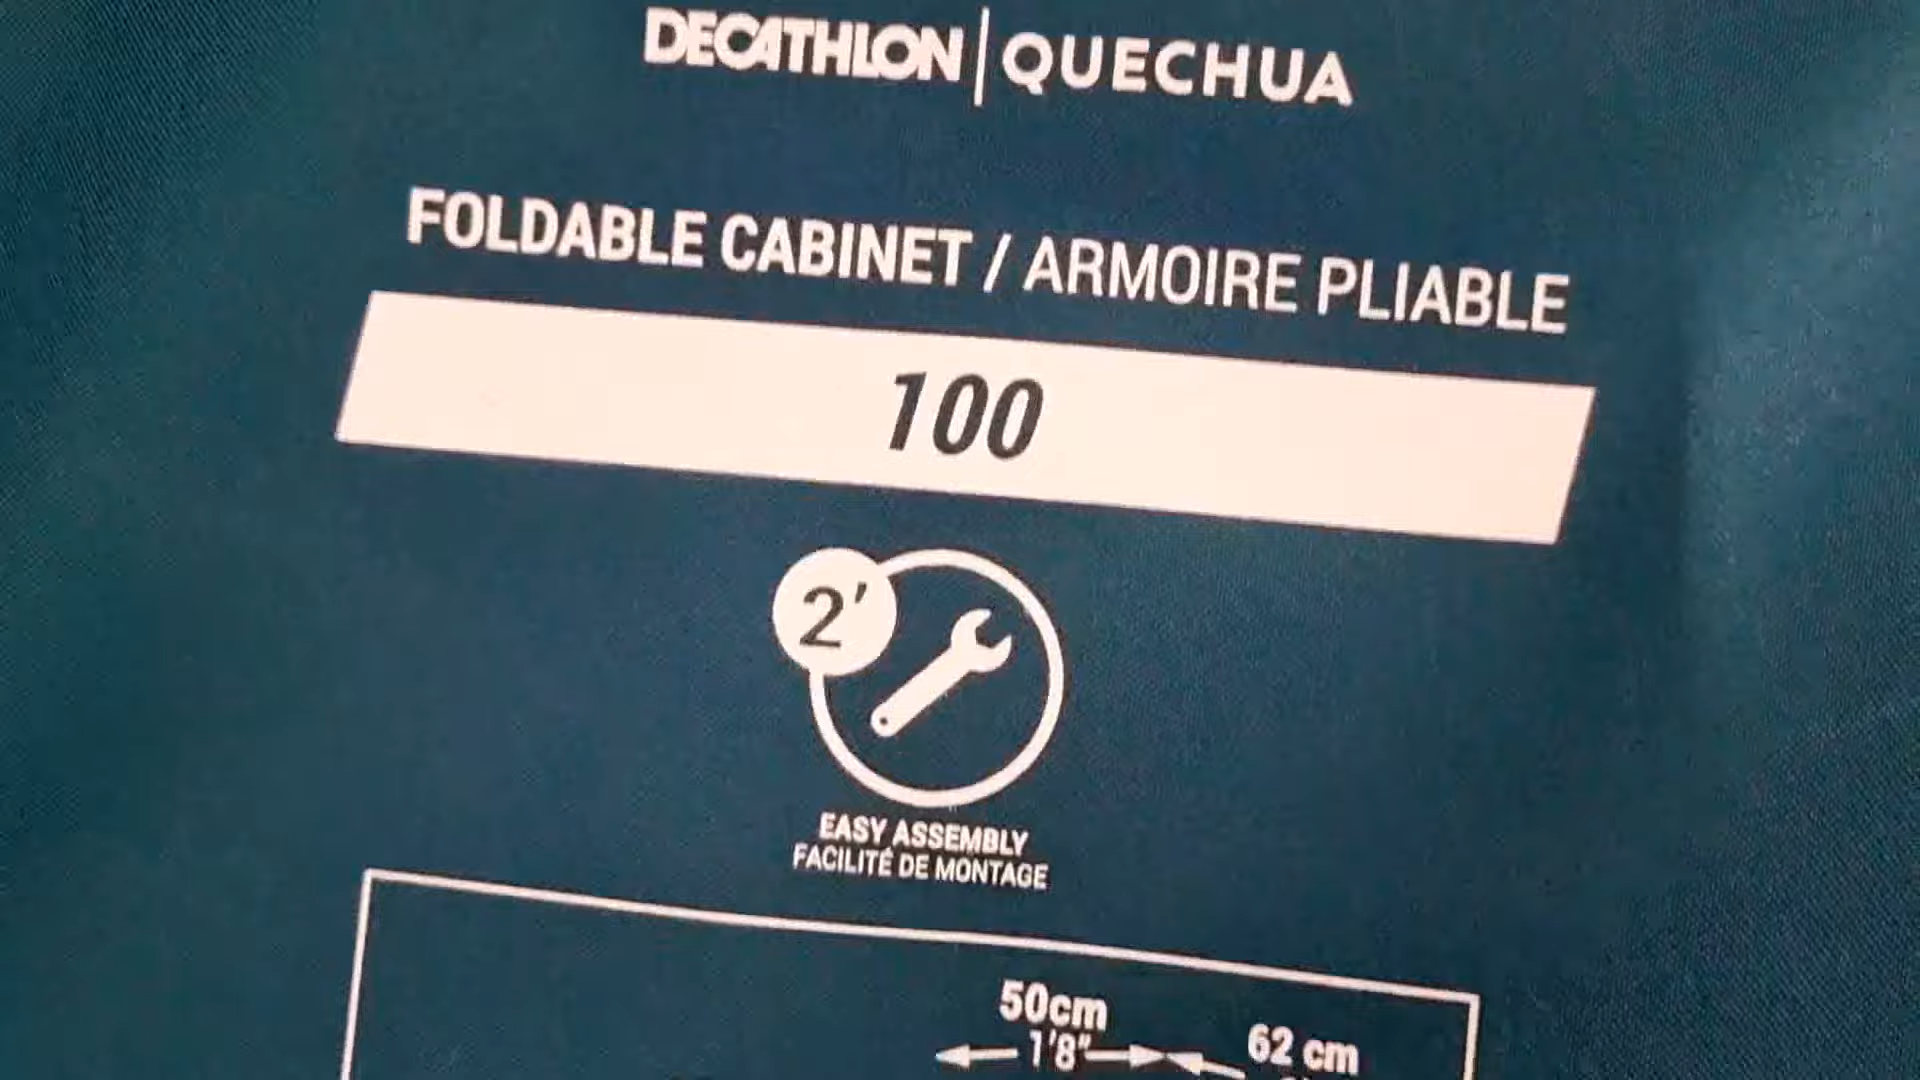 DECATHLON | QUECHUA
FOLDABLE CABINET / ARMOIRE PLIABLE
100
2'
EASY ASSEMBLY
FACILITÉ DE MONTAGE
50cm
1'8"
62 cm